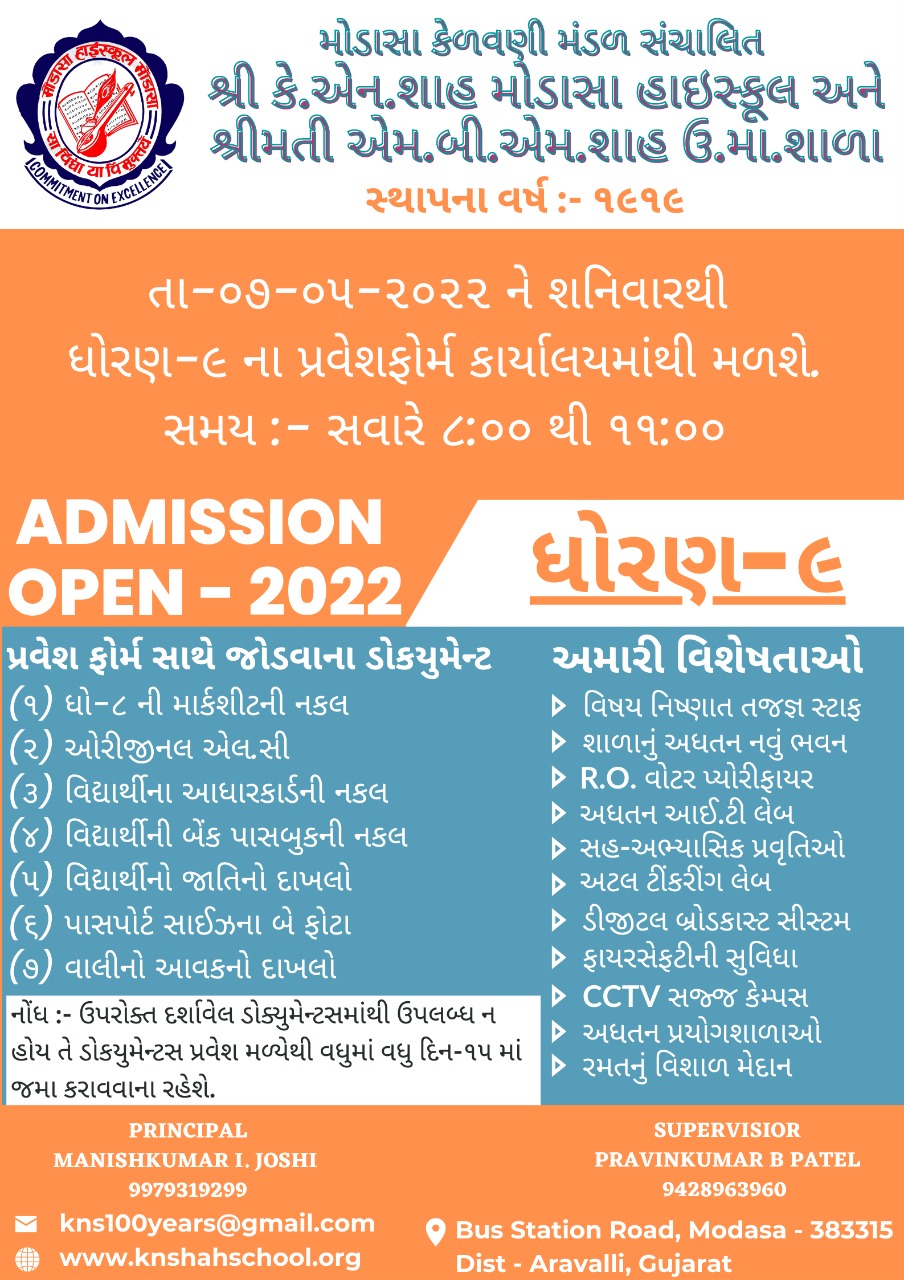 મોડાસા હાઈસ્કૂલ મોડાસા
સા વિદ્યા યા વિમુક્તયે
COMMITMENT ON EXCELLENCE
મોડાસા કેળવણી મંડળ સંચાલિત
શ્રી કે.એન.શાહ મોડાસા હાઇસ્કૂલ અને
શ્રીમતી એમ.બી.એમ.શાહ ઉ.મા.શાળા
સ્થાપના વર્ષ :- ૧૯૧૯
તા-૦૭-૦૫-૨૦૨૨ ને શનિવારથી
ધોરણ-૯ ના પ્રવેશફોર્મ કાર્યાલયમાંથી મળશે.
સમય :- સવારે ૮:૦૦ થી ૧૧:૦૦
ADMISSION
OPEN - 2022
ધોરણ-૯
પ્રવેશ ફોર્મ સાથે જોડવાના ડોકયુમેન્ટ
(૧) ધો-૮ ની માર્કશીટની નકલ
(૨) ઓરીજીનલ એલ.સી
(૩) વિદ્યાર્થીના આધારકાર્ડની નકલ
(૪) વિદ્યાર્થીની બેંક પાસબુકની નકલ
(૫) વિદ્યાર્થીનો જાતિનો દાખલો
(૬) પાસપોર્ટ સાઈઝના બે ફોટા
(૭) વાલીનો આવકનો દાખલો
નોંધ :- ઉપરોક્ત દર્શાવેલ ડોક્યુમેન્ટસમાંથી ઉપલબ્ધ ન
હોય તે ડોકયુમેન્ટસ પ્રવેશ મળ્યેથી વધુમાં વધુ દિન-૧૫ માં
જમા કરાવવાના રહેશે.
અમારી વિશેષતાઓ
વિષય નિષ્ણાત તજજ્ઞ સ્ટાફ
શાળાનું અધતન નવું ભવન
R.O. વોટર પ્યોરીફાયર
અધતન આઈ.ટી લેબ
સહ-અભ્યાસિક પ્રવૃતિઓ
અટલ ટીંકરીંગ લેબ
ડીજીટલ બ્રોડકાસ્ટ સીસ્ટમ
ફાયરસેફટીની સુવિધા
CCTV સજ્જ કેમ્પસ
અધતન પ્રયોગશાળાઓ
રમતનું વિશાળ મેદાન
PRINCIPAL
MANISHKUMAR I. JOSHI
9979319299
SUPERVISIOR
PRAVINKUMAR B PATEL
9428963960
kns100years@gmail.com
www.knshahschool.org
Bus Station Road, Modasa - 383315
Dist - Aravalli, Gujarat